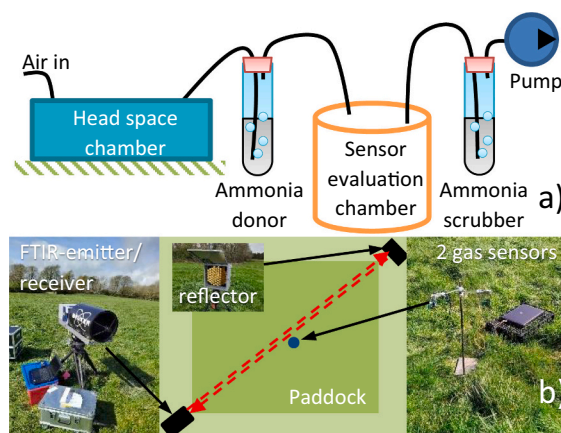 Air in
Pump
Head space
chamber
Sensor
evaluation
chamber
Ammonia
donor
Ammonia
scrubber
a)
FTIR-emitter/
receiver
reflector
2 gas sensors
Paddock
b)